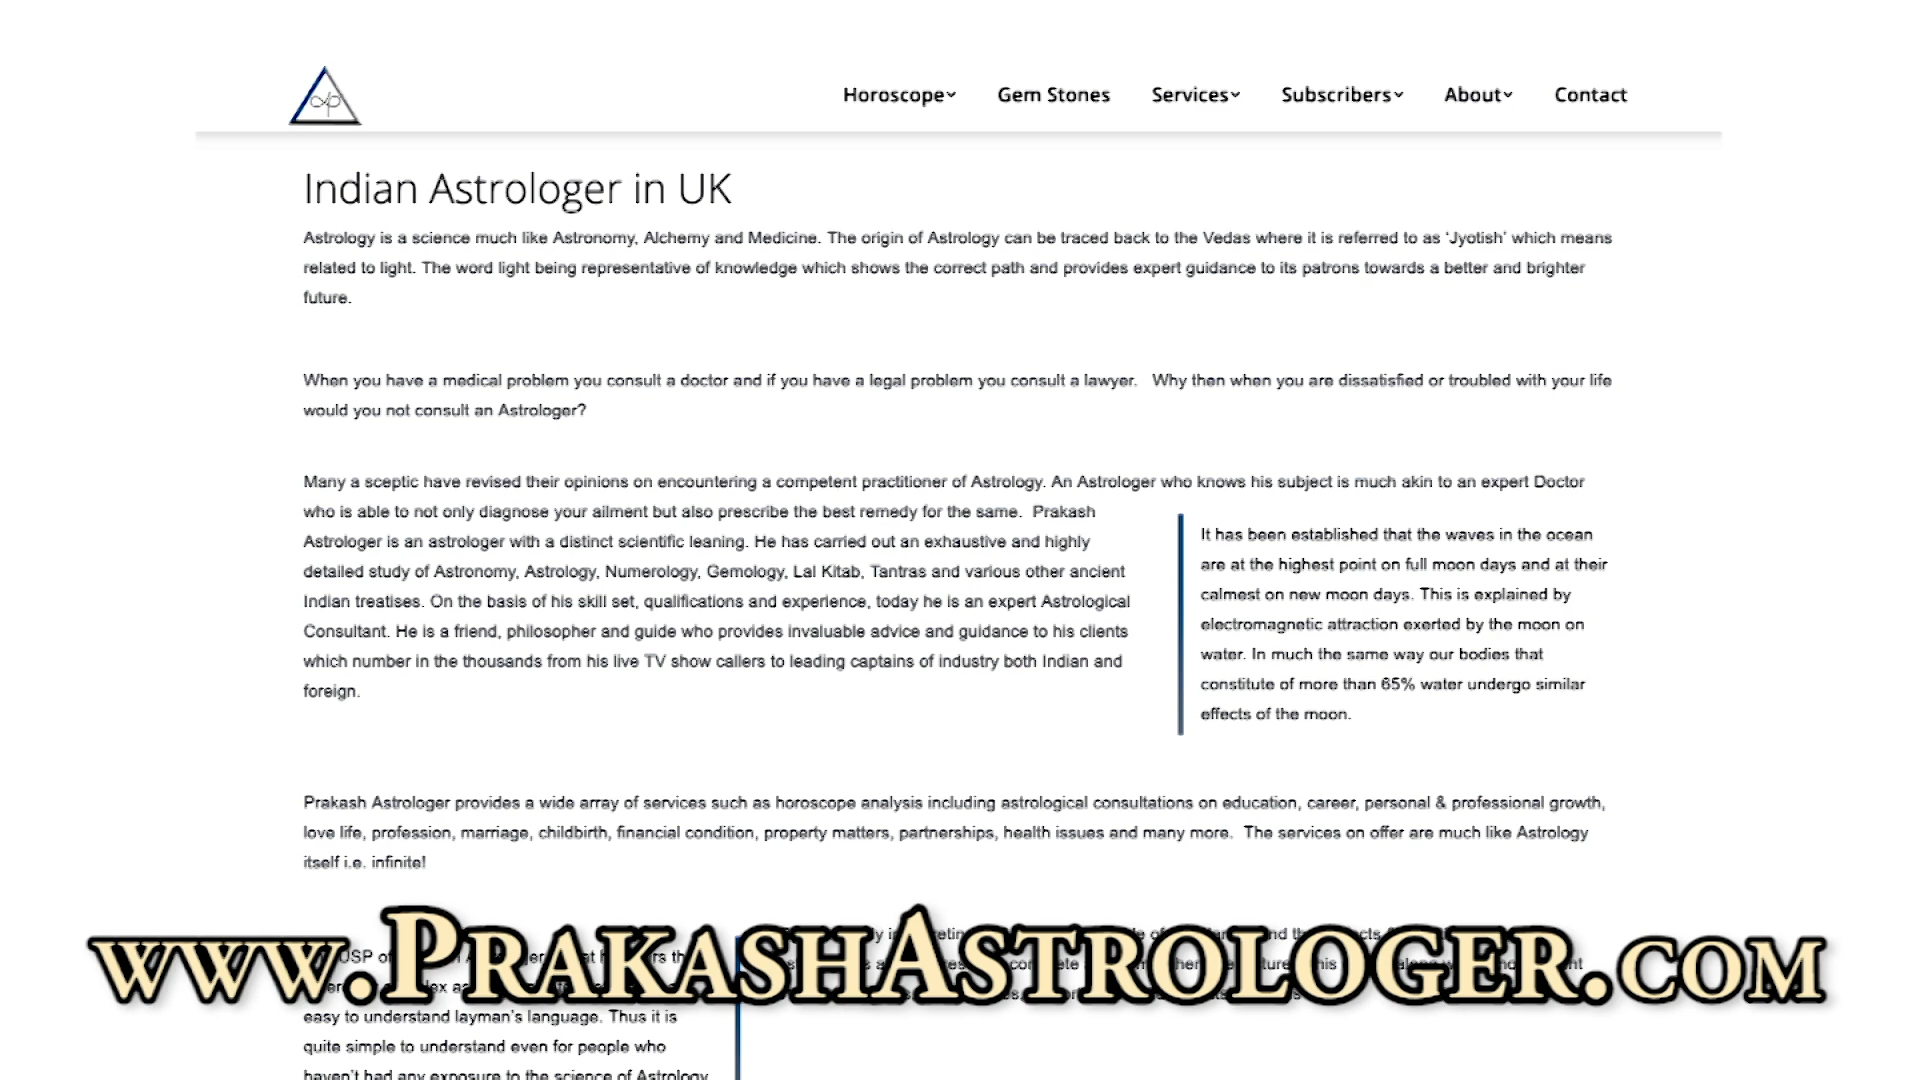 αp
Horoscope Gem Stones Services Subscribers About Contact
Indian Astrologer in UK
Astrology is a science much like Astronomy, Alchemy and Medicine. The origin of Astrology can be traced back to the Vedas where it is referred to as ‘Jyotish’ which means
related to light. The word light being representative of knowledge which shows the correct path and provides expert guidance to its patrons towards a better and brighter
future.
When you have a medical problem you consult a doctor and if you have a legal problem you consult a lawyer. Why then when you are dissatisfied or troubled with your life
would you not consult an Astrologer?
Many a sceptic have revised their opinions on encountering a competent practitioner of Astrology. An Astrologer who knows his subject is much akin to an expert Doctor
who is able to not only diagnose your ailment but also prescribe the best remedy for the same. Prakash
Astrologer is an astrologer with a distinct scientific leaning. He has carried out an exhaustive and highly
detailed study of Astronomy, Astrology, Numerology, Gemology, Lal Kitab, Tantras and various other ancient
Indian treatises. On the basis of his skill set, qualifications and experience, today he is an expert Astrological
Consultant. He is a friend, philosopher and guide who provides invaluable advice and guidance to his clients
which number in the thousands from his live TV show callers to leading captains of industry both Indian and
foreign.
It has been established that the waves in the ocean
are at the highest point on full moon days and at their
calmest on new moon days. This is explained by
electromagnetic attraction exerted by the moon on
water. In much the same way our bodies that
constitute of more than 65% water undergo similar
effects of the moon.
Prakash Astrologer provides a wide array of services such as horoscope analysis including astrological consultations on education, career, personal & professional growth,
love life, profession, marriage, childbirth, financial condition, property matters, partnerships, health issues and many more. The services on offer are much like Astrology
itself i.e. infinite!
www.PrakashAstrologer.com
USP of
easy to understand layman’s language. Thus it is
quite simple to understand even for people who
haven’t had any exposure to the science of Astrology